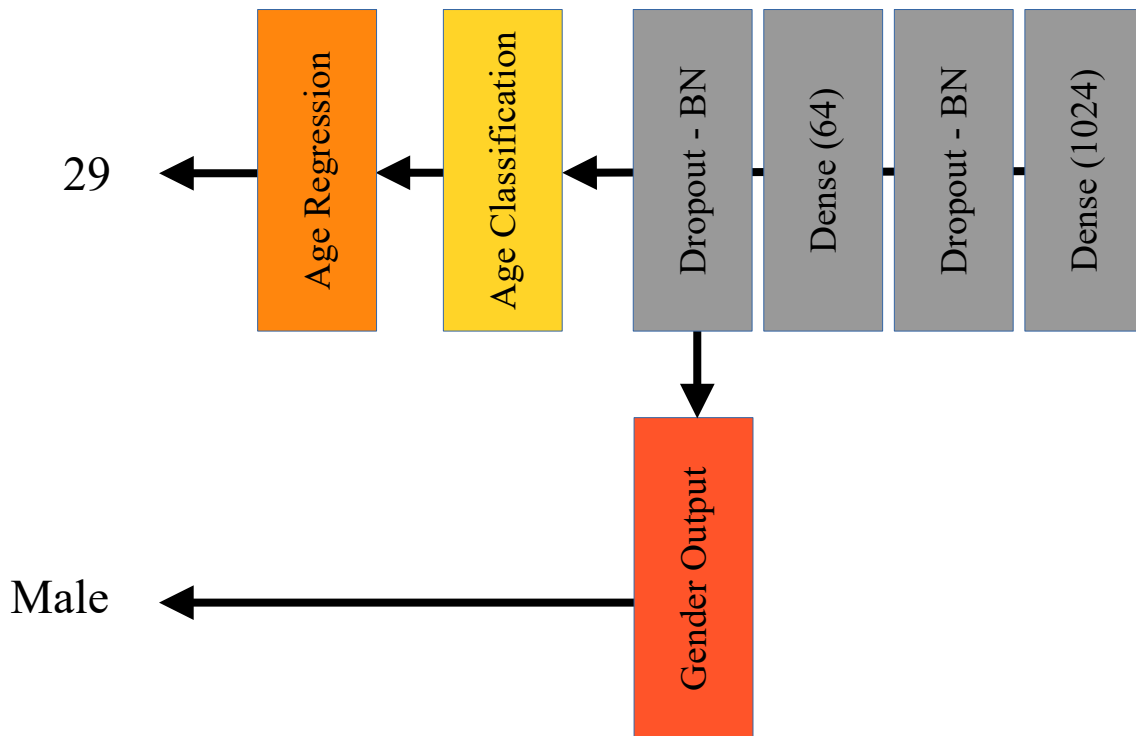 29
Age Regression
Age Classification
Dropout - BN
Dense (64)
Dropout - BN
Dense (1024)
Male
Gender Output